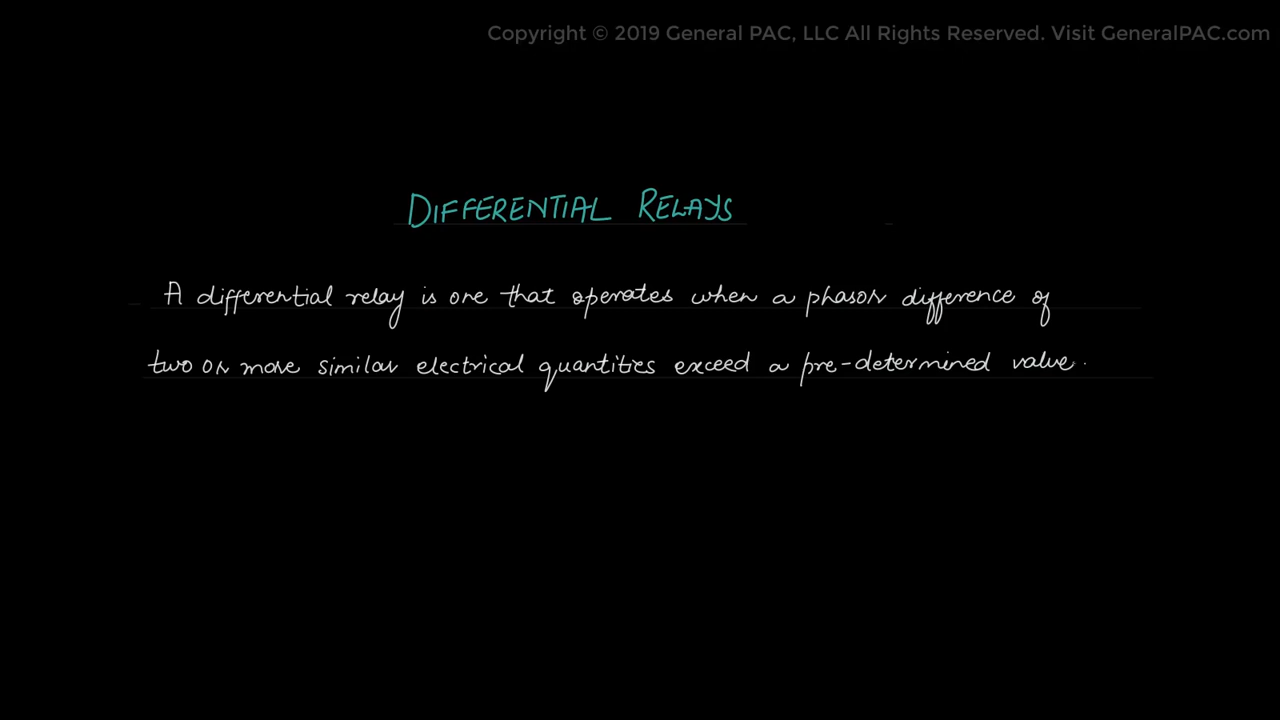 Copyright © 2019 General PAC, LLC All Rights Reserved. Visit GeneralPAC.com
DIFFERENTIAL RELAYS
A differential relay is one that operates when a phasor difference of
two or more similar electrical quantities exceed a pre-determined value.